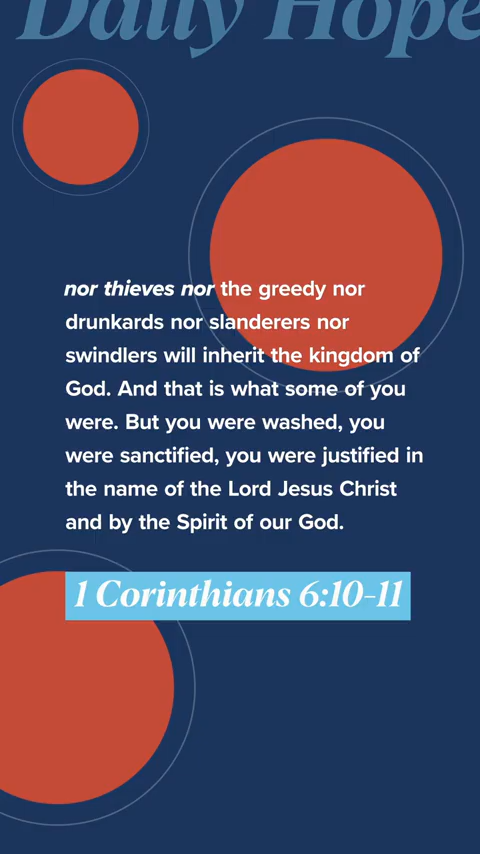 Daily Hope
nor thieves nor the greedy nor
drunkards nor slanderers nor
swindlers will inherit the kingdom of
God. And that is what some of you
were. But you were washed, you
were sanctified, you were justified in
the name of the Lord Jesus Christ
and by the Spirit of our God.
1 Corinthians 6:10-11